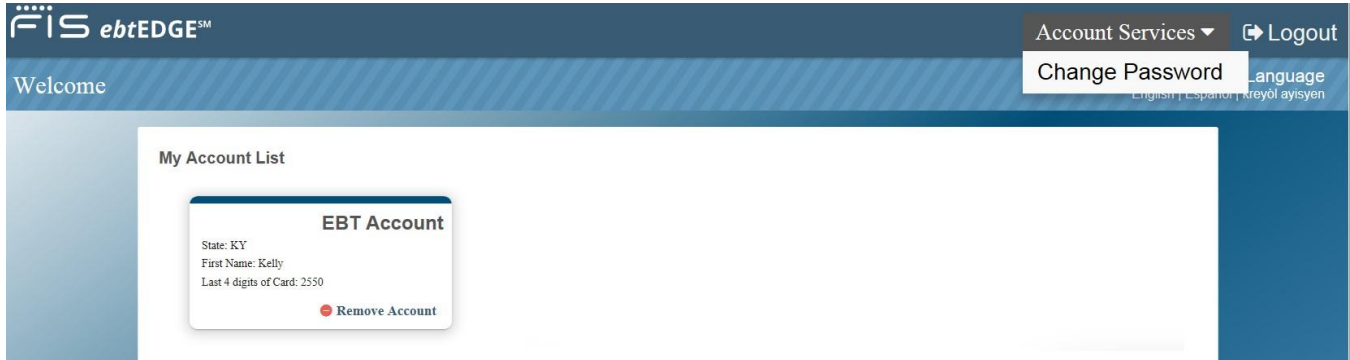 FIS ebtEDGE℠
Account Services Logout
Change Password
Welcome
Language
English | Español | kreyòl ayisyen
My Account List
EBT Account
State: KY
First Name: Kelly
Last 4 digits of Card: 2550
Remove Account